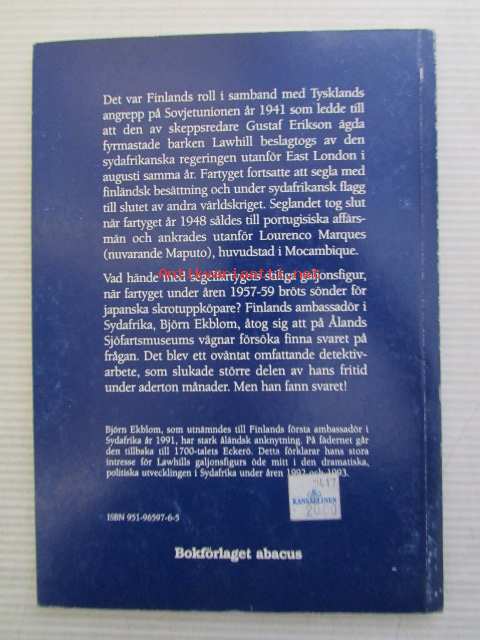 Det var Finlands roll i samband med Tysklands
angrepp på Sovjetunionen år 1941 som ledde till
att den av skeppsredare Gustaf Erikson ägda
fyrmastade barken Lawhill beslagtogs av den
sydafrikanska regeringen utanför East London i
augusti samma år. Fartyget fortsatte att segla med
finländsk besättning och under sydafrikansk flagg
till slutet av andra världskriget. Seglandet tog slut
när fartyget år 1948 såldes till portugisiska affärs-
män och ankrades utanför Lourenco Marques
(nuvarande Maputo), huvudstad i Mocambique.
Vad hände med segelfartygets ståtliga galjonsfigur,
när fartyget under åren 1957-59 bröts sönder för
japanska skrotuppköpare? Finlands ambassadör i
Sydafrika, Björn Ekblom, åtog sig att på Ålands
Sjöfartsmuseums vägnar försöka finna svaret på
frågan. Det blev ett oväntat omfattande detektiv-
arbete, som slukade större delen av hans fritid
under aderton månader. Men han fann svaret!
Björn Ekblom, som utnämndes till Finlands första ambassadör i
Sydafrika år 1991, har stark åländsk anknytning. På fädernet går
den tillbaka till 1700-talets Eckerö. Detta förklarar hans stora
intresse för Lawhills galjonsfigurs öde mitt i den dramatiska,
politiska utvecklingen i Sydafrika under åren 1992 och 1993.
KANSALLINEN
ISBN 951-96597-6-5
Bokförlaget abacus